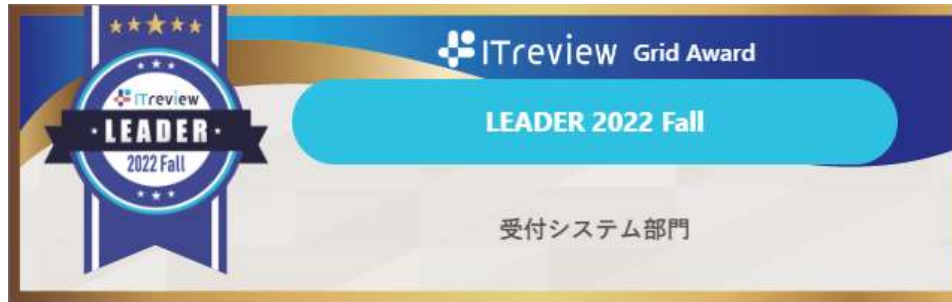 ITreview
LEADER
2022 Fall
ITreview Grid Award
LEADER 2022 Fall
受付システム部門